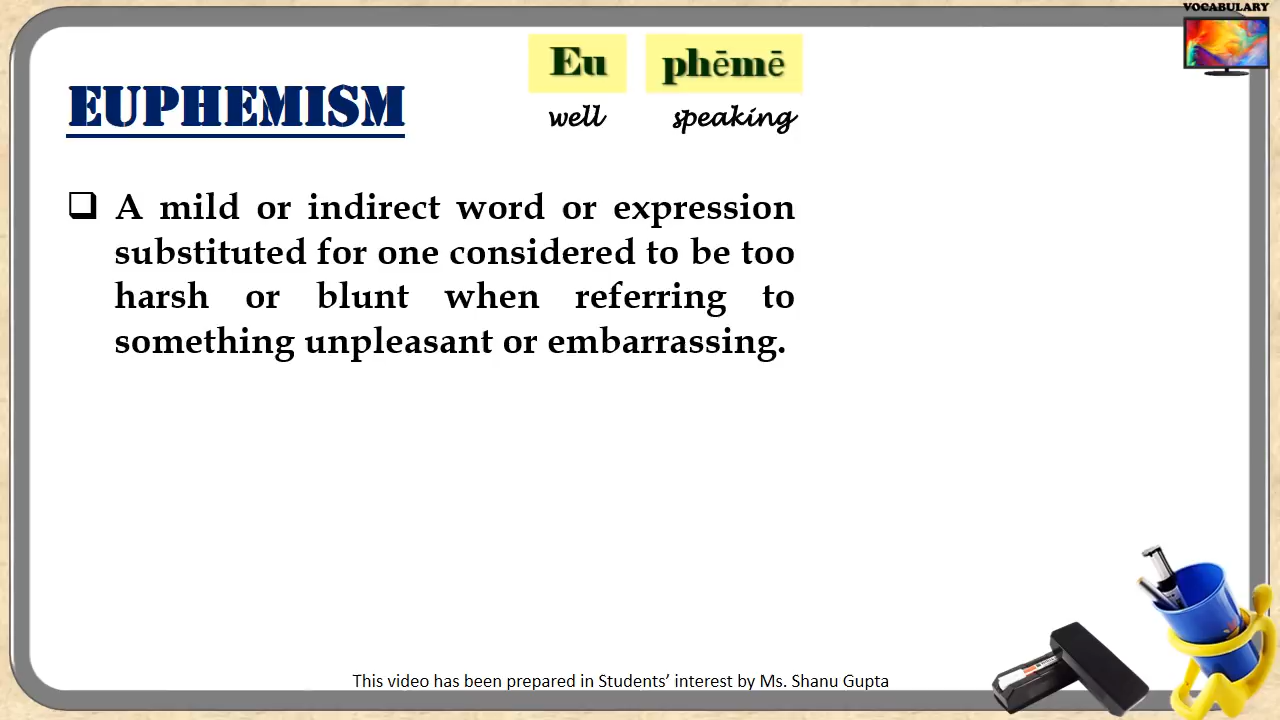 VOCABULARY
Eu phēmē
EUPHEMISM
well speaking
A mild or indirect word or expression
substituted for one considered to be too
harsh or blunt when referring to
something unpleasant or embarrassing.
This video has been prepared in Students’ interest by Ms. Shanu Gupta